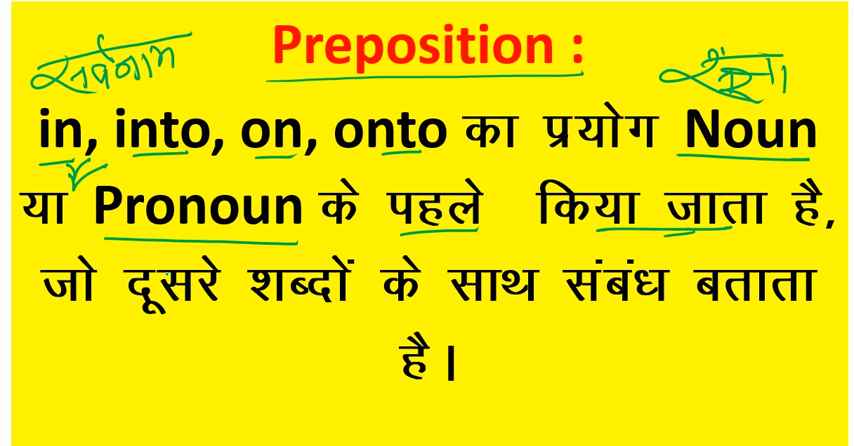 Preposition :
सर्वनाम
संज्ञा
in, into, on, onto का प्रयोग Noun
या Pronoun के पहले किया जाता है,
जो दूसरे शब्दों के साथ संबंध बताता
है।